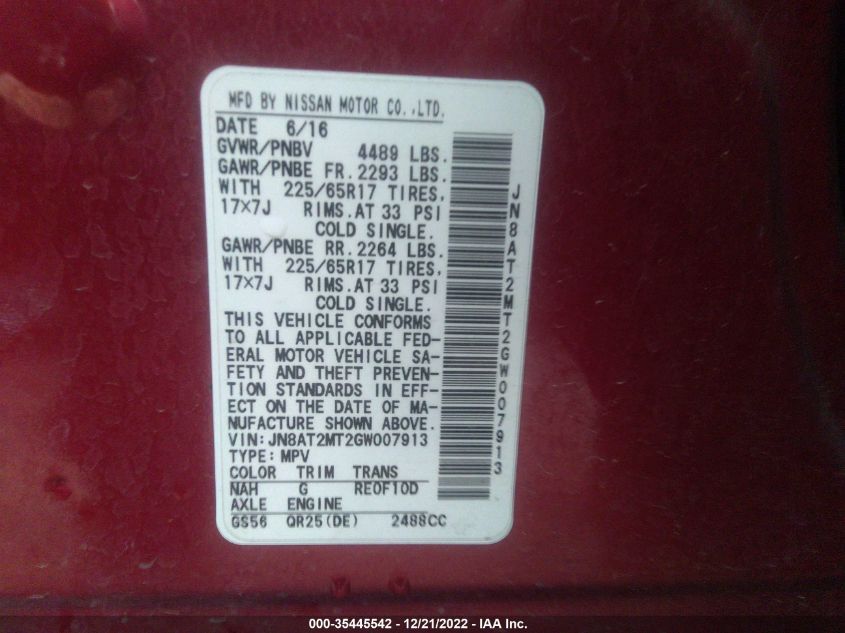 MFD BY NISSAN MOTOR CO.,LTD.
DATE 6/16
GVWR/PNBV 4489 LBS.
GAWR/PNBE FR. 2293 LBS.
WITH 225/65R17 TIRES,
17×7J RIMS.AT 33 PSI
COLD SINGLE.
GAWR/PNBE RR. 2264 LBS.
WITH 225/65R17 TIRES,
17×7J RIMS.AT 33 PSI
COLD SINGLE.
THIS VEHICLE CONFORMS
TO ALL APPLICABLE FED-
ERAL MOTOR VEHICLE SA-
FETY AND THEFT PREVEN-
TION STANDARDS IN EFF-
ECT ON THE DATE OF MA-
NUFACTURE SHOWN ABOVE.
VIN:JN8AT2MT2GW007913
TYPE: MPV
COLOR TRIM TRANS
NAH G RE0F10D
AXLE ENGINE
GS56 QR25(DE) 2488CC
JN8AT2MT2GW007913
000-35445542 - 12/21/2022 - IAA Inc.